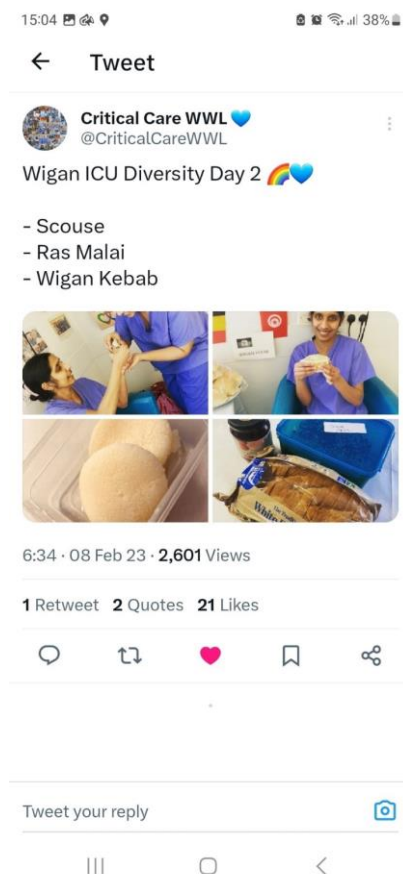 15:04 38%
Tweet
Critical Care WWL 💙
@CriticalCareWWL
Wigan ICU Diversity Day 2 🌈💙
- Scouse
- Ras Malai
- Wigan Kebab
White
6:34 · 08 Feb 23 · 2,601 Views
1 Retweet 2 Quotes 21 Likes
Tweet your reply